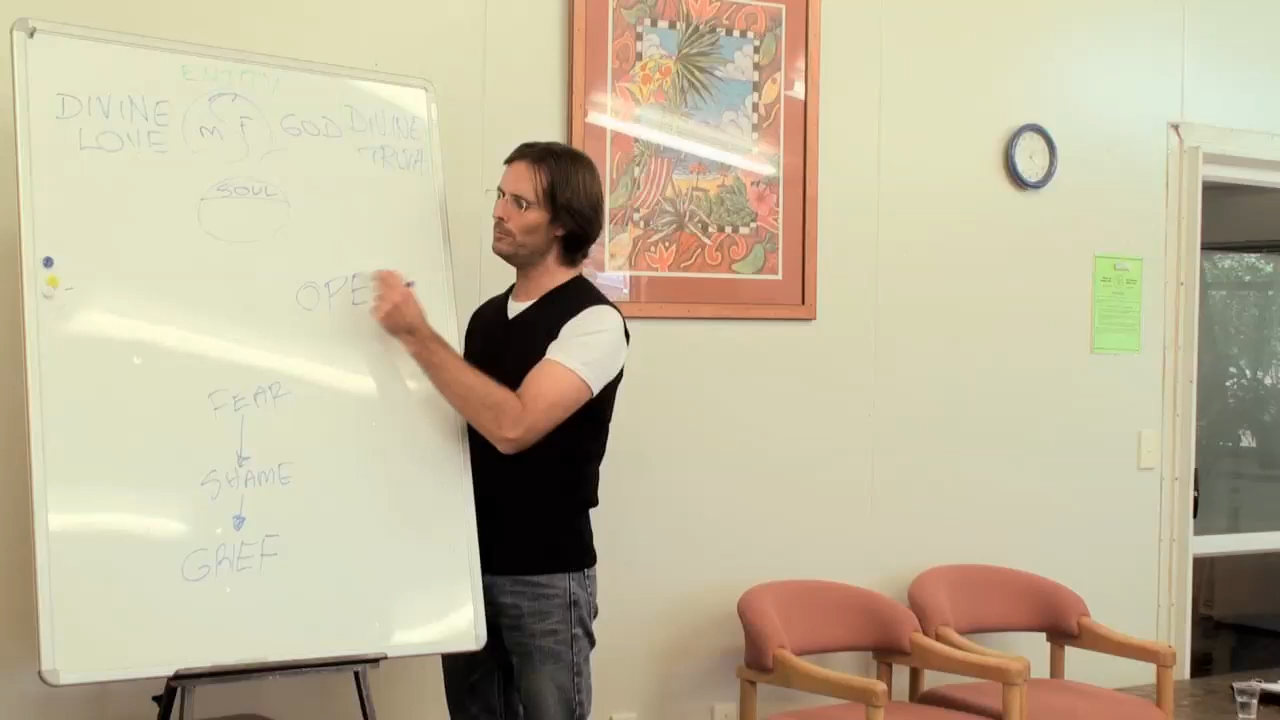 ENTITY
DIVINE LOVE
M F
GOD DIVINE TRUTH
SOUL
OPE
FEAR
SHAME
GRIEF